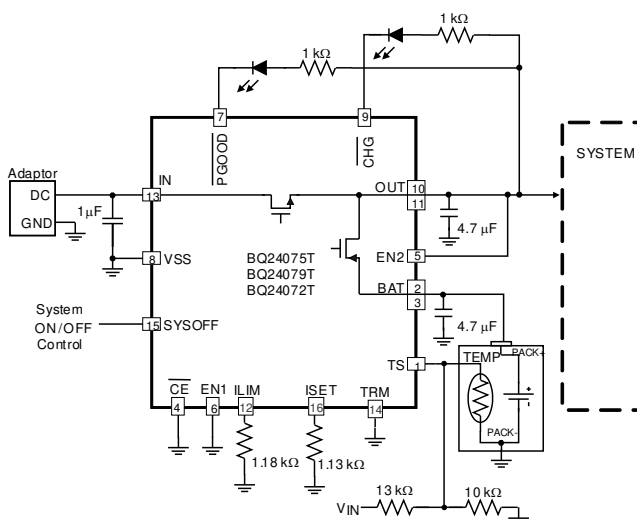 1 kΩ
1 kΩ
7
9
PGOOD
CHG
SYSTEM
Adaptor
DC
GND
IN
13
OUT
10
11
1µF
4.7 µF
8
VSS
BQ24075T
BQ24079T
BQ24072T
EN2
5
BAT
2
3
System
ON/OFF
Control
15
SYSOFF
4.7 µF
TS
1
TEMP
PACK+
PACK-
CE
EN1
ILIM
ISET
TRM
4
6
12
16
14
1.18 kΩ
1.13 kΩ
VIN
13 kΩ
10 kΩ